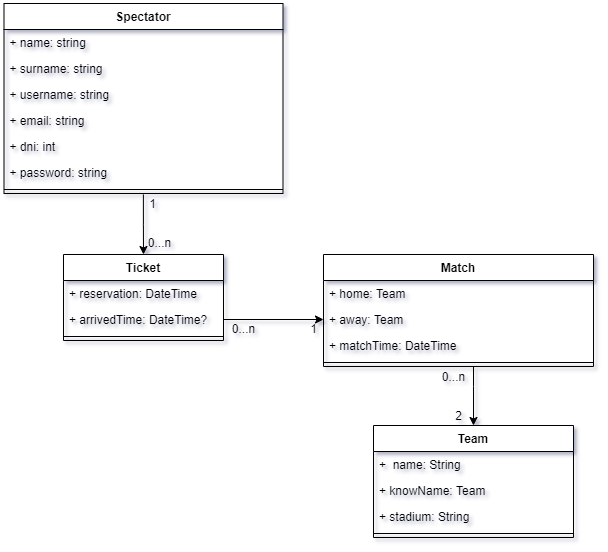 Spectator
+ name: string
+ surname: string
+ username: string
+ email: string
+ dni: int
+ password: string
1
0...n
Ticket
+ reservation: DateTime
+ arrivedTime: DateTime?
0...n
1
Match
+ home: Team
+ away: Team
+ matchTime: DateTime
0...n
2
Team
+ name: String
+ knowName: Team
+ stadium: String